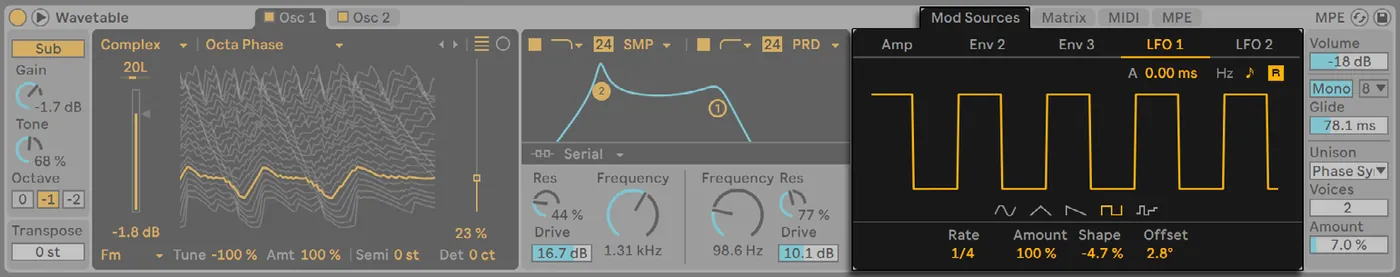 Wavetable
Osc 1
Osc 2
Mod Sources
Matrix
MIDI
MPE
MPE
Sub
Gain
-1.7 dB
Tone
68 %
Octave
0 -1 -2
Transpose
0 st
Complex
Octa Phase
20L
-1.8 dB
23 %
Fm
Tune -100 % Amt 100 % Semi 0 st Det 0 ct
24 SMP
24 PRD
2
1
Serial
Res
44 %
Drive
16.7 dB
Frequency
1.31 kHz
Frequency
98.6 Hz
Res
77 %
Drive
10.1 dB
Amp Env 2 Env 3 LFO 1 LFO 2
A 0.00 ms Hz R
Rate Amount Shape Offset
1/4 100 % -4.7 % 2.8°
Volume
-18 dB
Mono 8
Glide
78.1 ms
Unison
Phase Sy
Voices
2
Amount
7.0 %